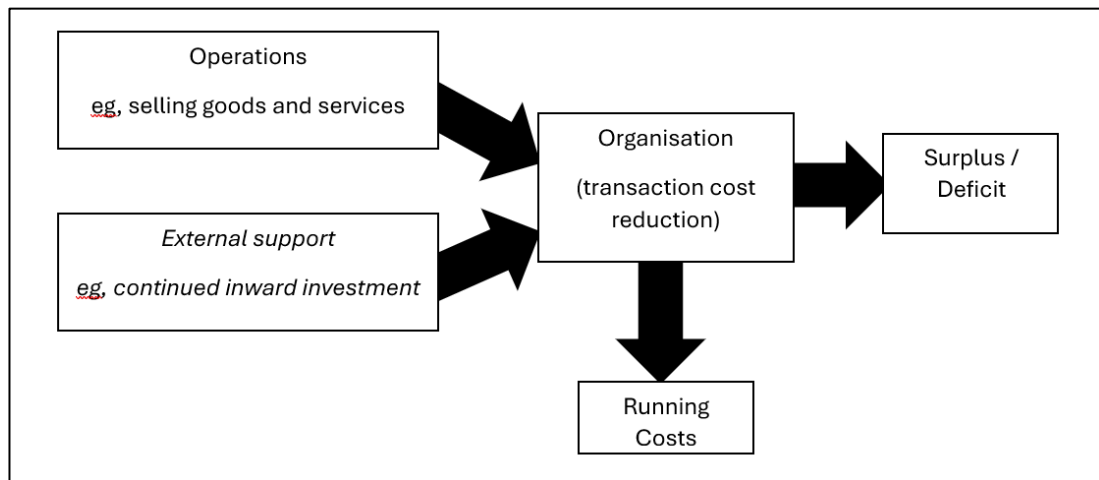 Operations
eg, selling goods and services
External support
eg, continued inward investment
Organisation
(transaction cost
reduction)
Surplus /
Deficit
Running
Costs